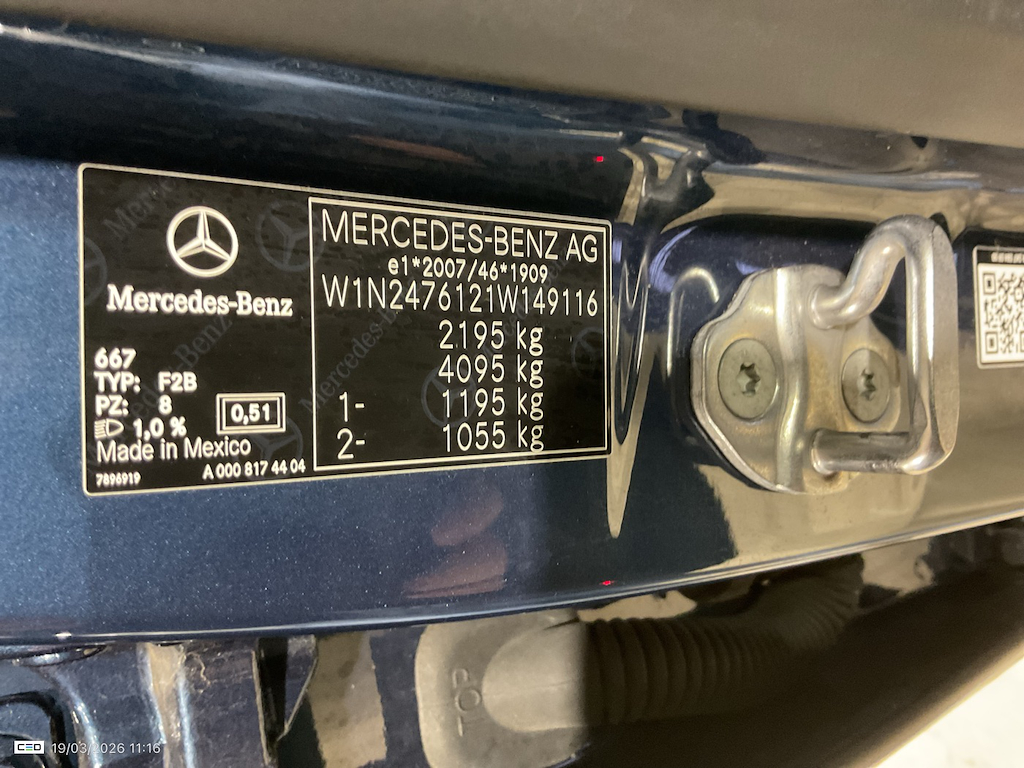 Mercedes-Benz
667
TYP: F2B
PZ: 8
0,51
1,0 %
Made in Mexico
7896919
A 000 817 44 04
MERCEDES-BENZ AG
e1*2007/46*1909
W1N2476121W149116
2195 kg
4095 kg
1- 1195 kg
2- 1055 kg
TOP
CEO 19/03/2026 11:16